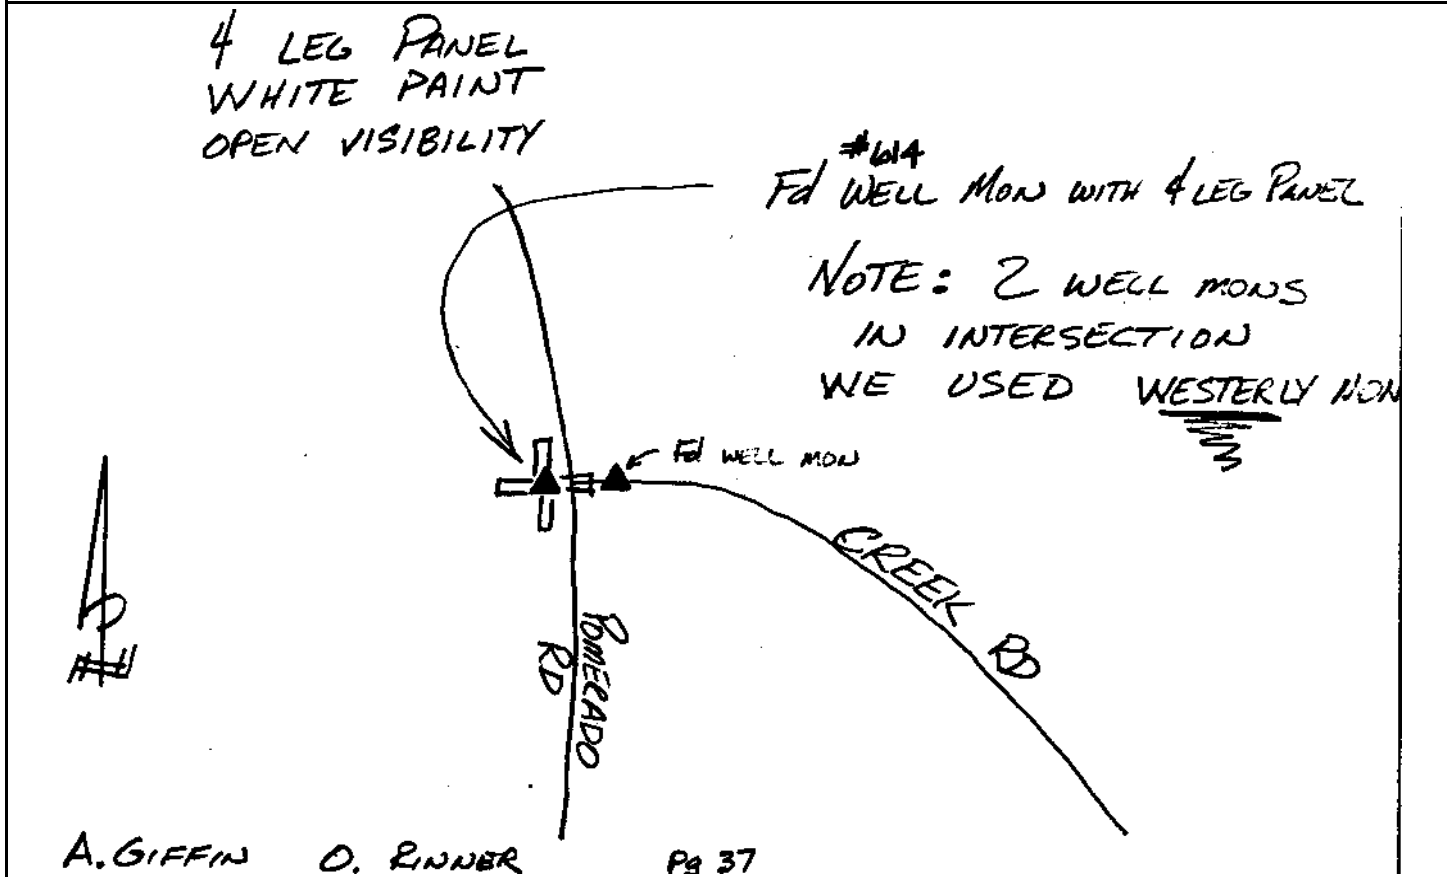 4 LEG PANEL
WHITE PAINT
OPEN VISIBILITY
#614
Fd WELL MON WITH 4 LEG PANEL
NOTE: 2 WELL MONS
IN INTERSECTION
WE USED WESTERLY MON
Fd WELL MON
CREEK RD
POMERADO
RD
A. GIFFIN O. RINNER Pg 37